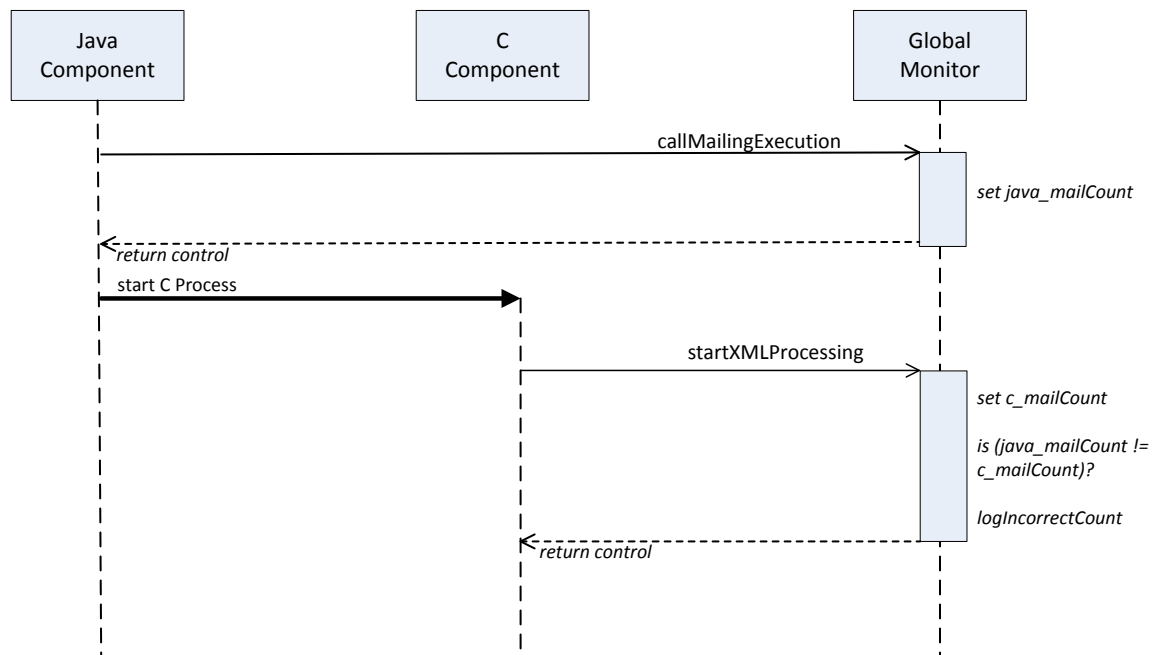 Java
Component
C
Component
Global
Monitor
callMailingExecution
set java_mailCount
return control
start C Process
startXMLProcessing
set c_mailCount
is (java_mailCount !=
c_mailCount)?
logIncorrectCount
return control